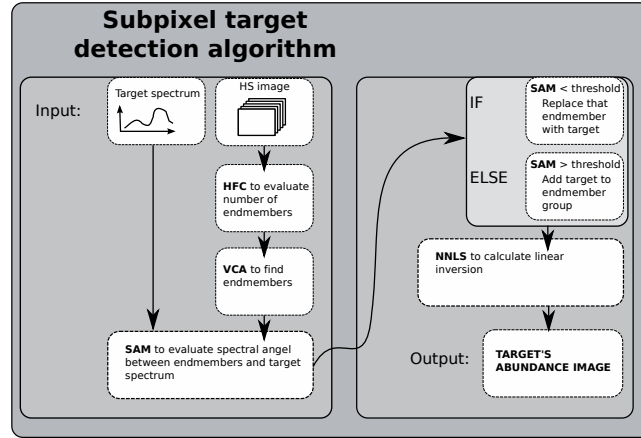 Subpixel target
detection algorithm
Input:
Target spectrum
HS image
HFC to evaluate
number of
endmembers
VCA to find
endmembers
SAM to evaluate spectral angel
between endmembers and target
spectrum
IF
SAM < threshold
Replace that
endmember
with target
ELSE
SAM > threshold
Add target to
endmember
group
NNLS to calculate linear
inversion
Output:
TARGET'S
ABUNDANCE IMAGE